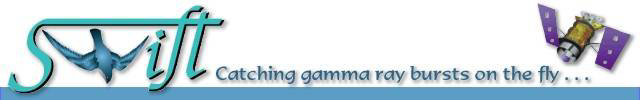 Swift
Catching gamma ray bursts on the fly . . .